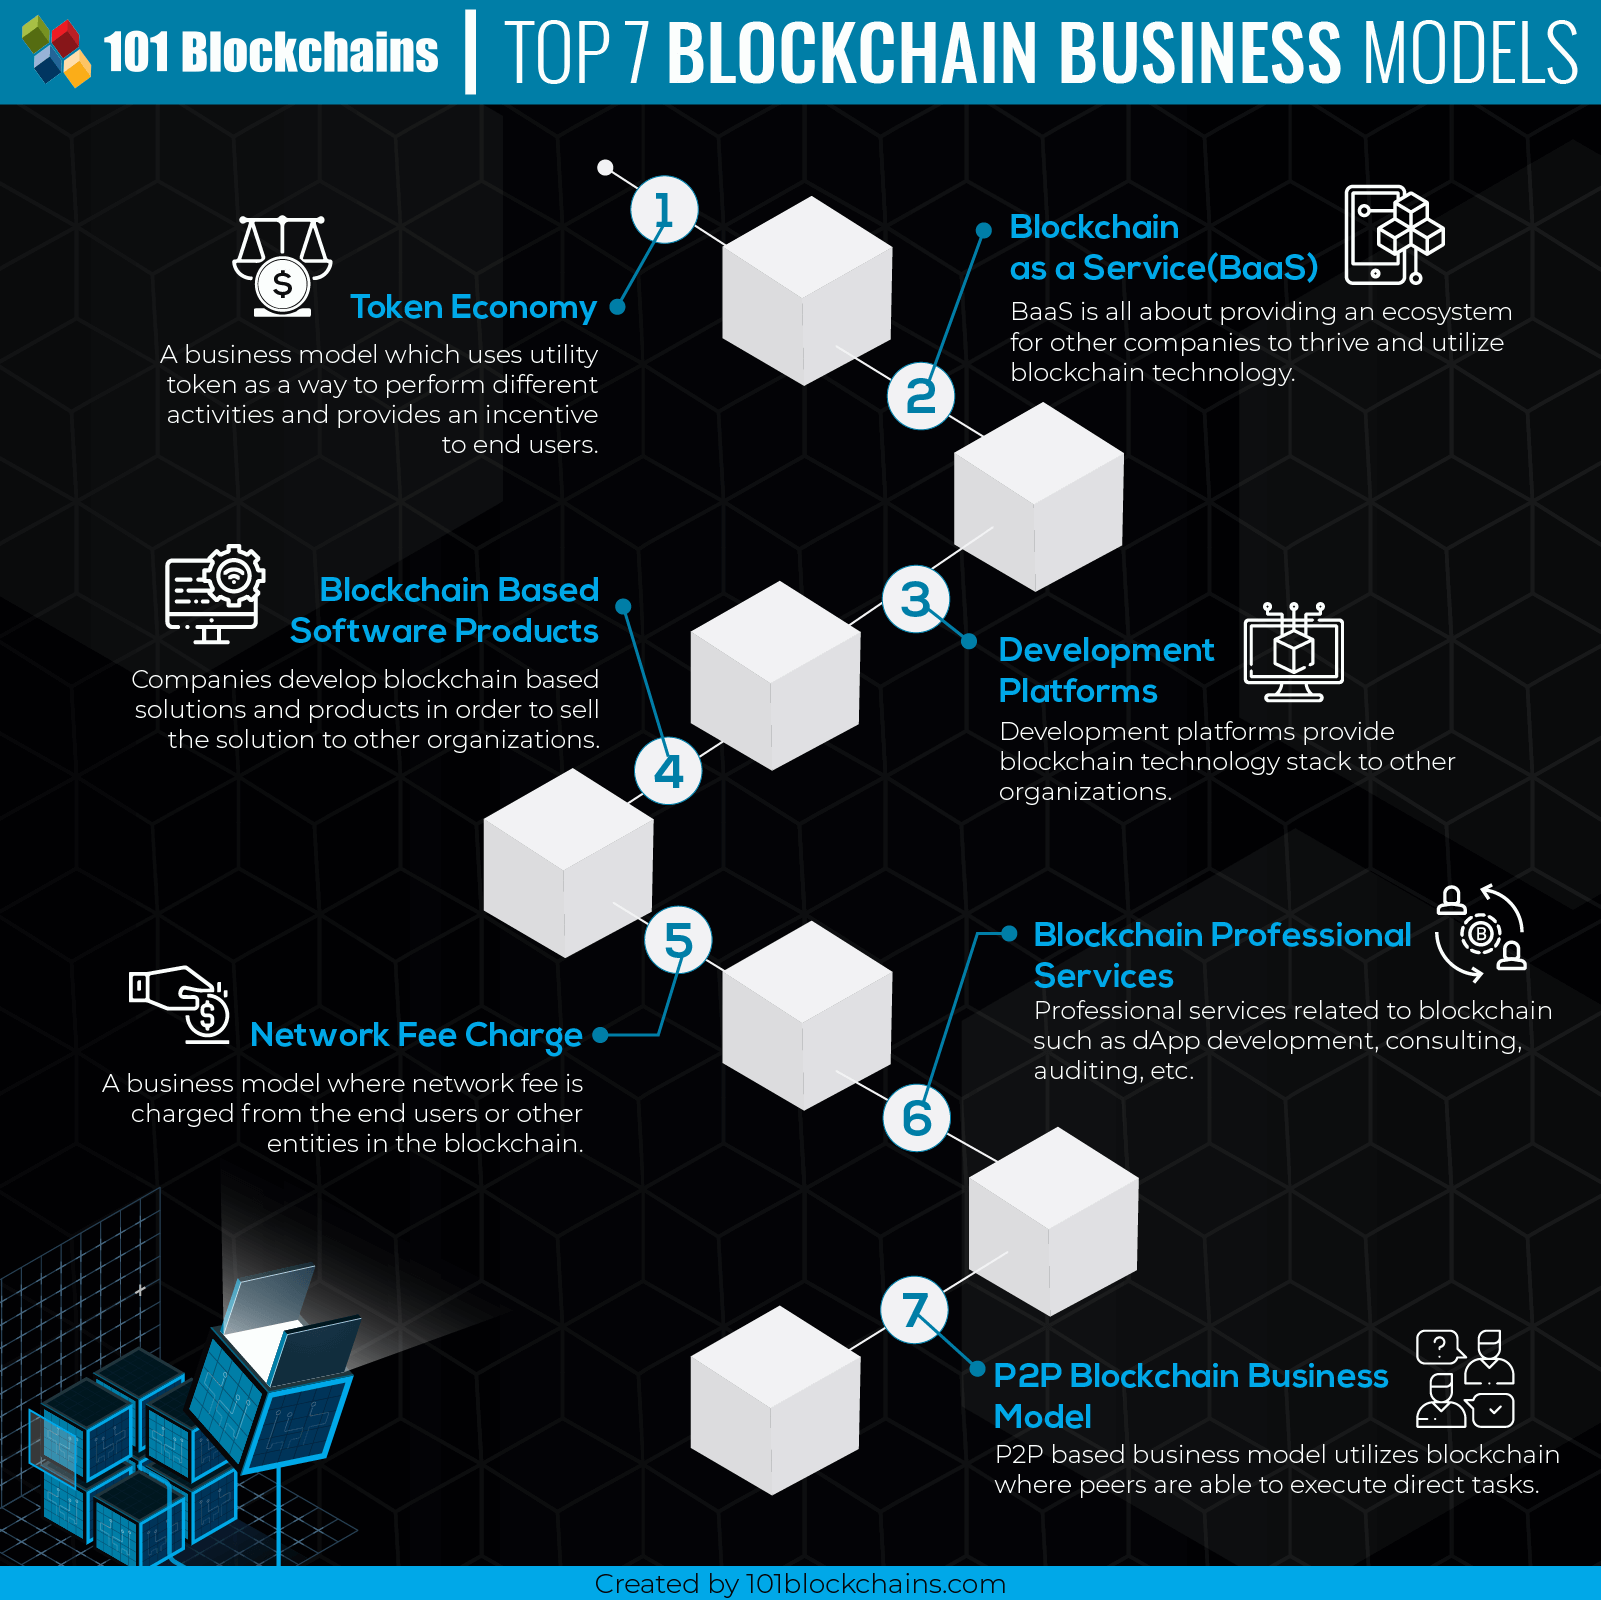 101 Blockchains
TOP 7 BLOCKCHAIN BUSINESS MODELS
1
Token Economy
$
A business model which uses utility
token as a way to perform different
activities and provides an incentive
to end users.
2
Blockchain
as a Service(BaaS)
BaaS is all about providing an ecosystem
for other companies to thrive and utilize
blockchain technology.
3
Development
Platforms
Development platforms provide
blockchain technology stack to other
organizations.
4
Blockchain Based
Software Products
Companies develop blockchain based
solutions and products in order to sell
the solution to other organizations.
5
Network Fee Charge
$
A business model where network fee is
charged from the end users or other
entities in the blockchain.
6
Blockchain Professional
Services
B
Professional services related to blockchain
such as dApp development, consulting,
auditing, etc.
7
P2P Blockchain Business
Model
?
P2P based business model utilizes blockchain
where peers are able to execute direct tasks.
Created by 101blockchains.com